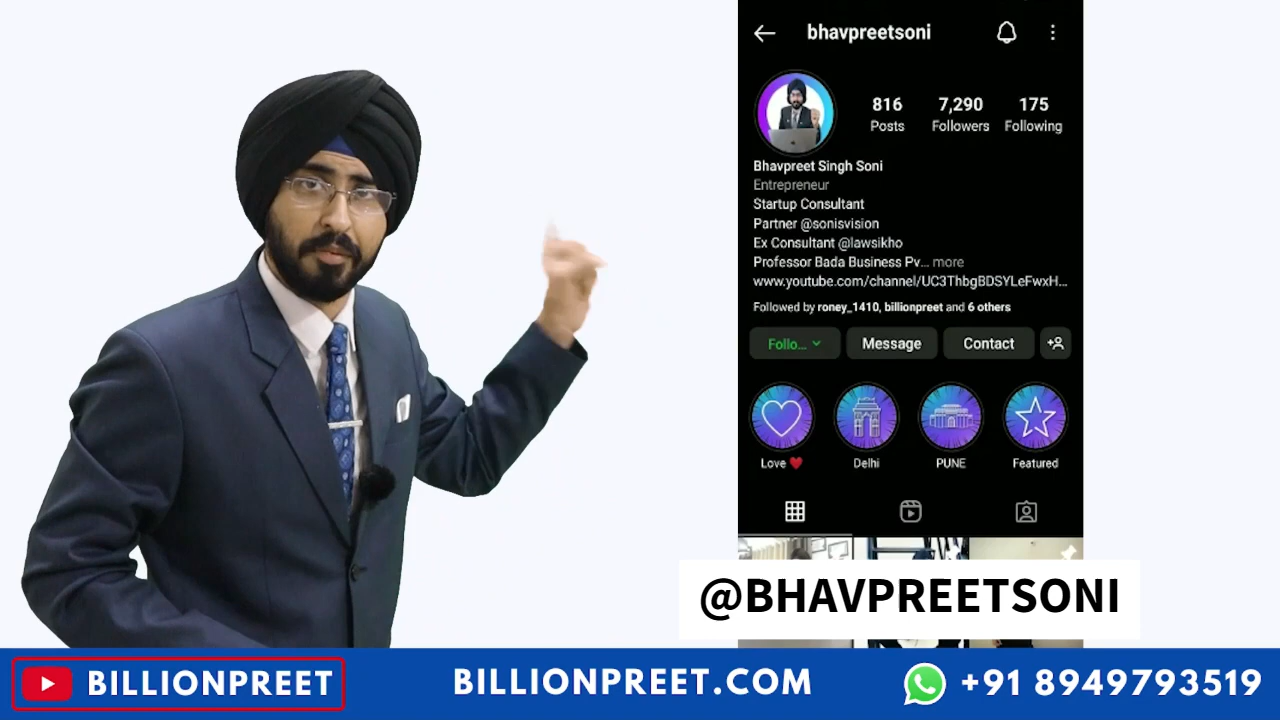 bhavpreetsoni
816 7,290 175
Posts Followers Following
Bhavpreet Singh Soni
Entrepreneur
Startup Consultant
Partner @sonisvision
Ex Consultant @lawsikho
Professor Bada Business Pv... more
www.youtube.com/channel/UC3ThbgBDSYLeFwxH...
Followed by roney_1410, billionpreet and 6 others
Follo... Message Contact
Love ❤️ Delhi PUNE Featured
@BHAVPREETSONI
BILLIONPREET BILLIONPREET.COM +91 8949793519